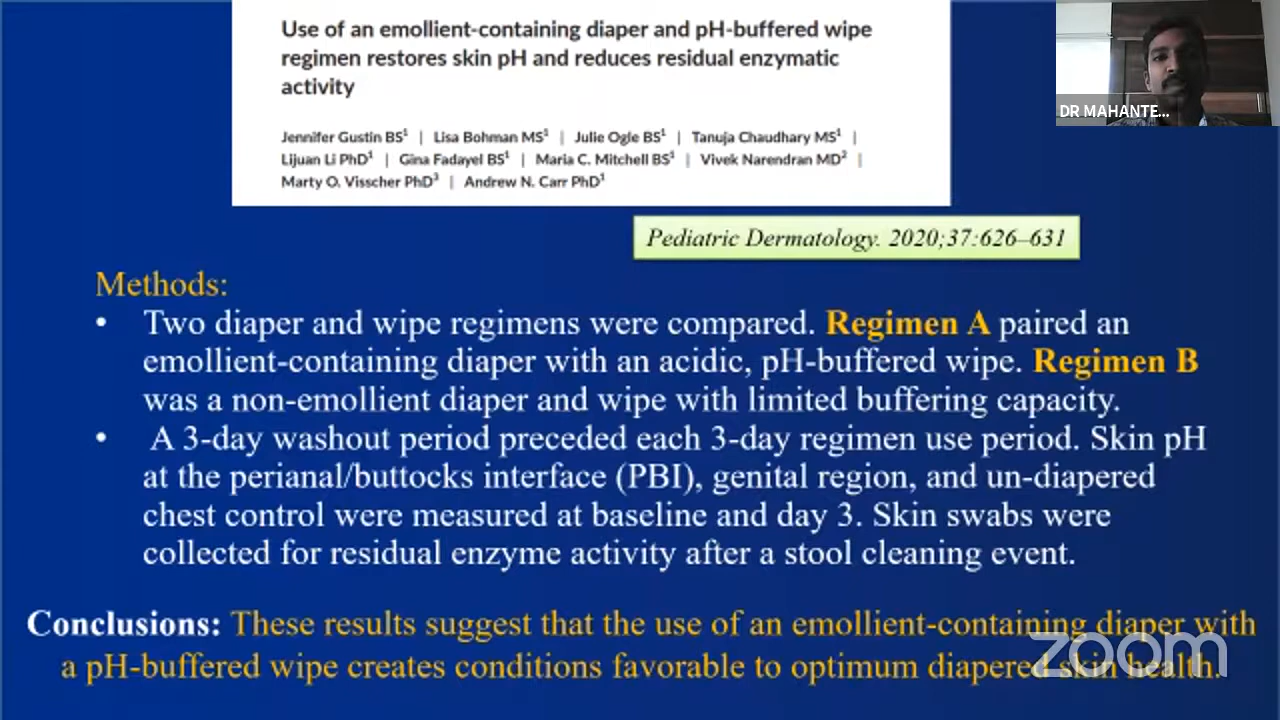 Use of an emollient-containing diaper and pH-buffered wipe
regimen restores skin pH and reduces residual enzymatic
activity
Jennifer Gustin BS¹ | Lisa Bohman MS¹ | Julie Ogle BS¹ | Tanuja Chaudhary MS¹ |
Lijuan Li PhD¹ | Gina Fadayel BS¹ | Maria C. Mitchell BS¹ | Vivek Narendran MD² |
Marty O. Visscher PhD³ | Andrew N. Carr PhD¹
DR MAHANTE...
Pediatric Dermatology. 2020;37:626–631
Methods:
• Two diaper and wipe regimens were compared. Regimen A paired an
emollient-containing diaper with an acidic, pH-buffered wipe. Regimen B
was a non-emollient diaper and wipe with limited buffering capacity.
• A 3-day washout period preceded each 3-day regimen use period. Skin pH
at the perianal/buttocks interface (PBI), genital region, and un-diapered
chest control were measured at baseline and day 3. Skin swabs were
collected for residual enzyme activity after a stool cleaning event.
Conclusions: These results suggest that the use of an emollient-containing diaper with
a pH-buffered wipe creates conditions favorable to optimum diapered skin health.
zoom